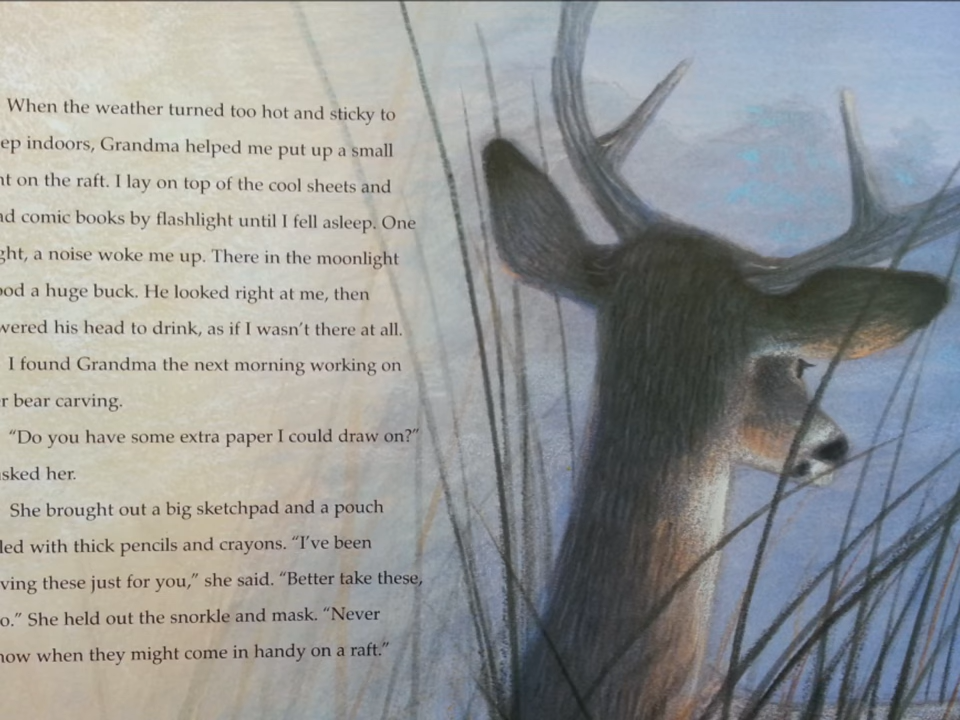 When the weather turned too hot and sticky to
ep indoors, Grandma helped me put up a small
nt on the raft. I lay on top of the cool sheets and
ad comic books by flashlight until I fell asleep. One
ght, a noise woke me up. There in the moonlight
ood a huge buck. He looked right at me, then
wered his head to drink, as if I wasn't there at all.
I found Grandma the next morning working on
r bear carving.
“Do you have some extra paper I could draw on?”
asked her.
She brought out a big sketchpad and a pouch
led with thick pencils and crayons. “I've been
ving these just for you,” she said. “Better take these,
o.” She held out the snorkle and mask. “Never
now when they might come in handy on a raft.”